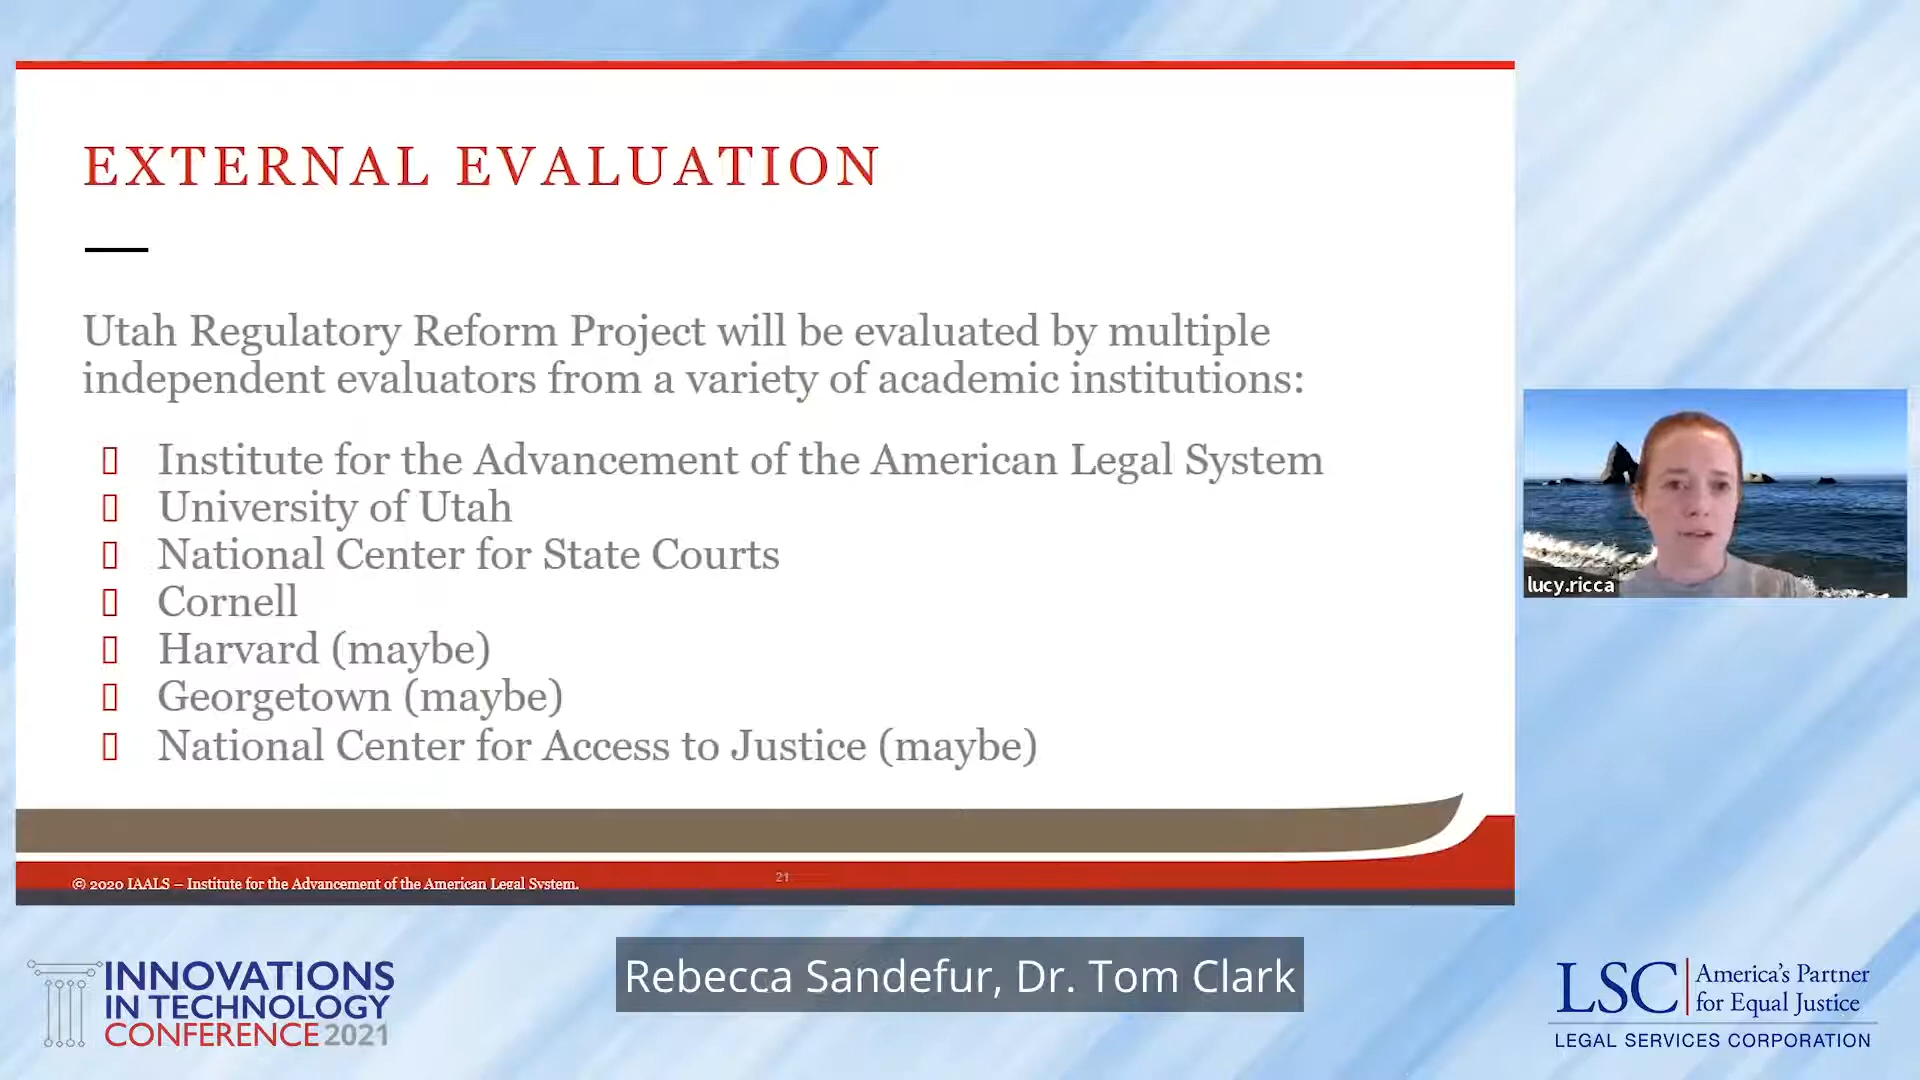 EXTERNAL EVALUATION
Utah Regulatory Reform Project will be evaluated by multiple
independent evaluators from a variety of academic institutions:
Institute for the Advancement of the American Legal System
University of Utah
National Center for State Courts
Cornell
Harvard (maybe)
Georgetown (maybe)
National Center for Access to Justice (maybe)
© 2020 IAALS – Institute for the Advancement of the American Legal System.
21
lucy.ricca
Rebecca Sandefur, Dr. Tom Clark
INNOVATIONS
IN TECHNOLOGY
CONFERENCE 2021
LSC America's Partner
for Equal Justice
LEGAL SERVICES CORPORATION